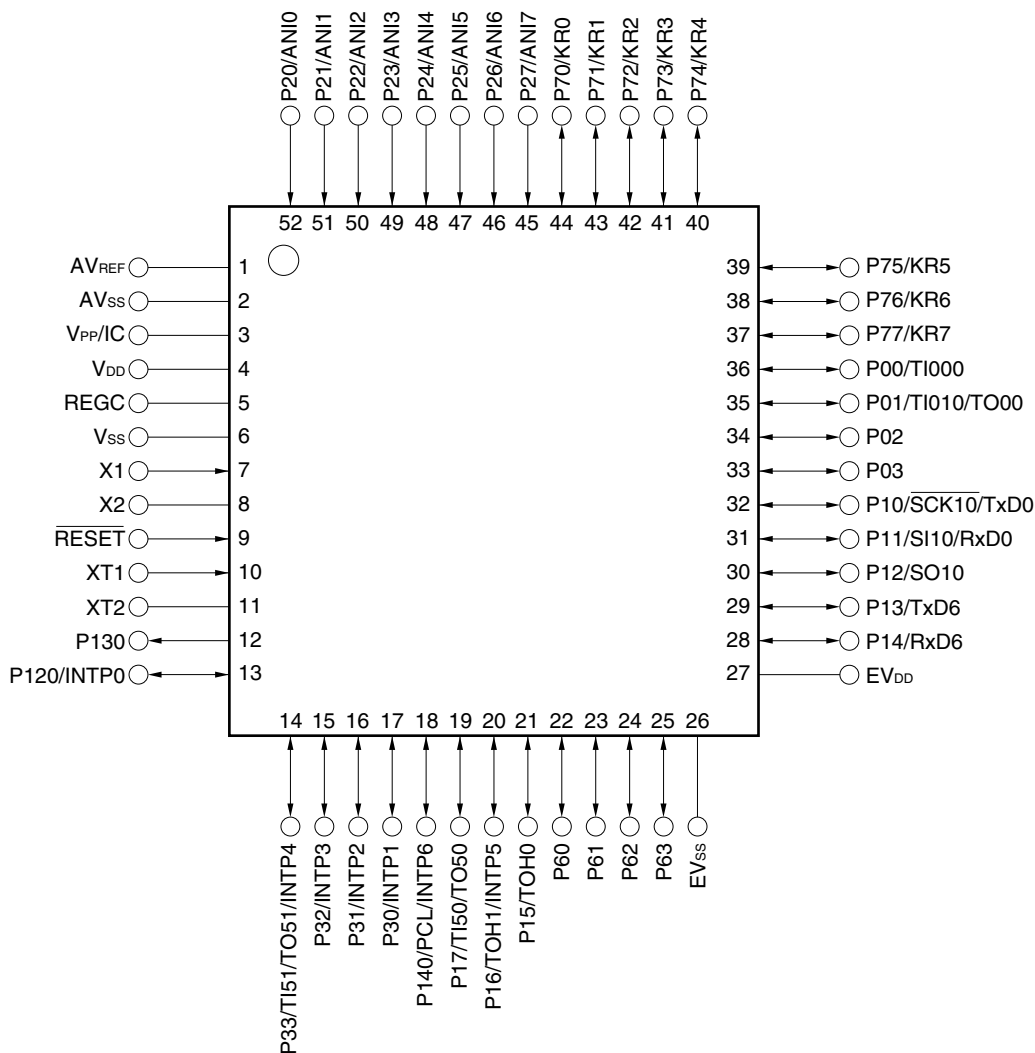 P20/ANI0
P21/ANI1
P22/ANI2
P23/ANI3
P24/ANI4
P25/ANI5
P26/ANI6
P27/ANI7
P70/KR0
P71/KR1
P72/KR2
P73/KR3
P74/KR4
52 51 50 49 48 47 46 45 44 43 42 41 40
AVREF 1
AVSS 2
VPP/IC 3
VDD 4
REGC 5
VSS 6
X1 7
X2 8
RESET 9
XT1 10
XT2 11
P130 12
P120/INTP0 13
39 P75/KR5
38 P76/KR6
37 P77/KR7
36 P00/TI000
35 P01/TI010/TO00
34 P02
33 P03
32 P10/SCK10/TxD0
31 P11/SI10/RxD0
30 P12/SO10
29 P13/TxD6
28 P14/RxD6
27 EVDD
14 15 16 17 18 19 20 21 22 23 24 25 26
P33/TI51/TO51/INTP4
P32/INTP3
P31/INTP2
P30/INTP1
P140/PCL/INTP6
P17/TI50/TO50
P16/TOH1/INTP5
P15/TOH0
P60
P61
P62
P63
EVSS